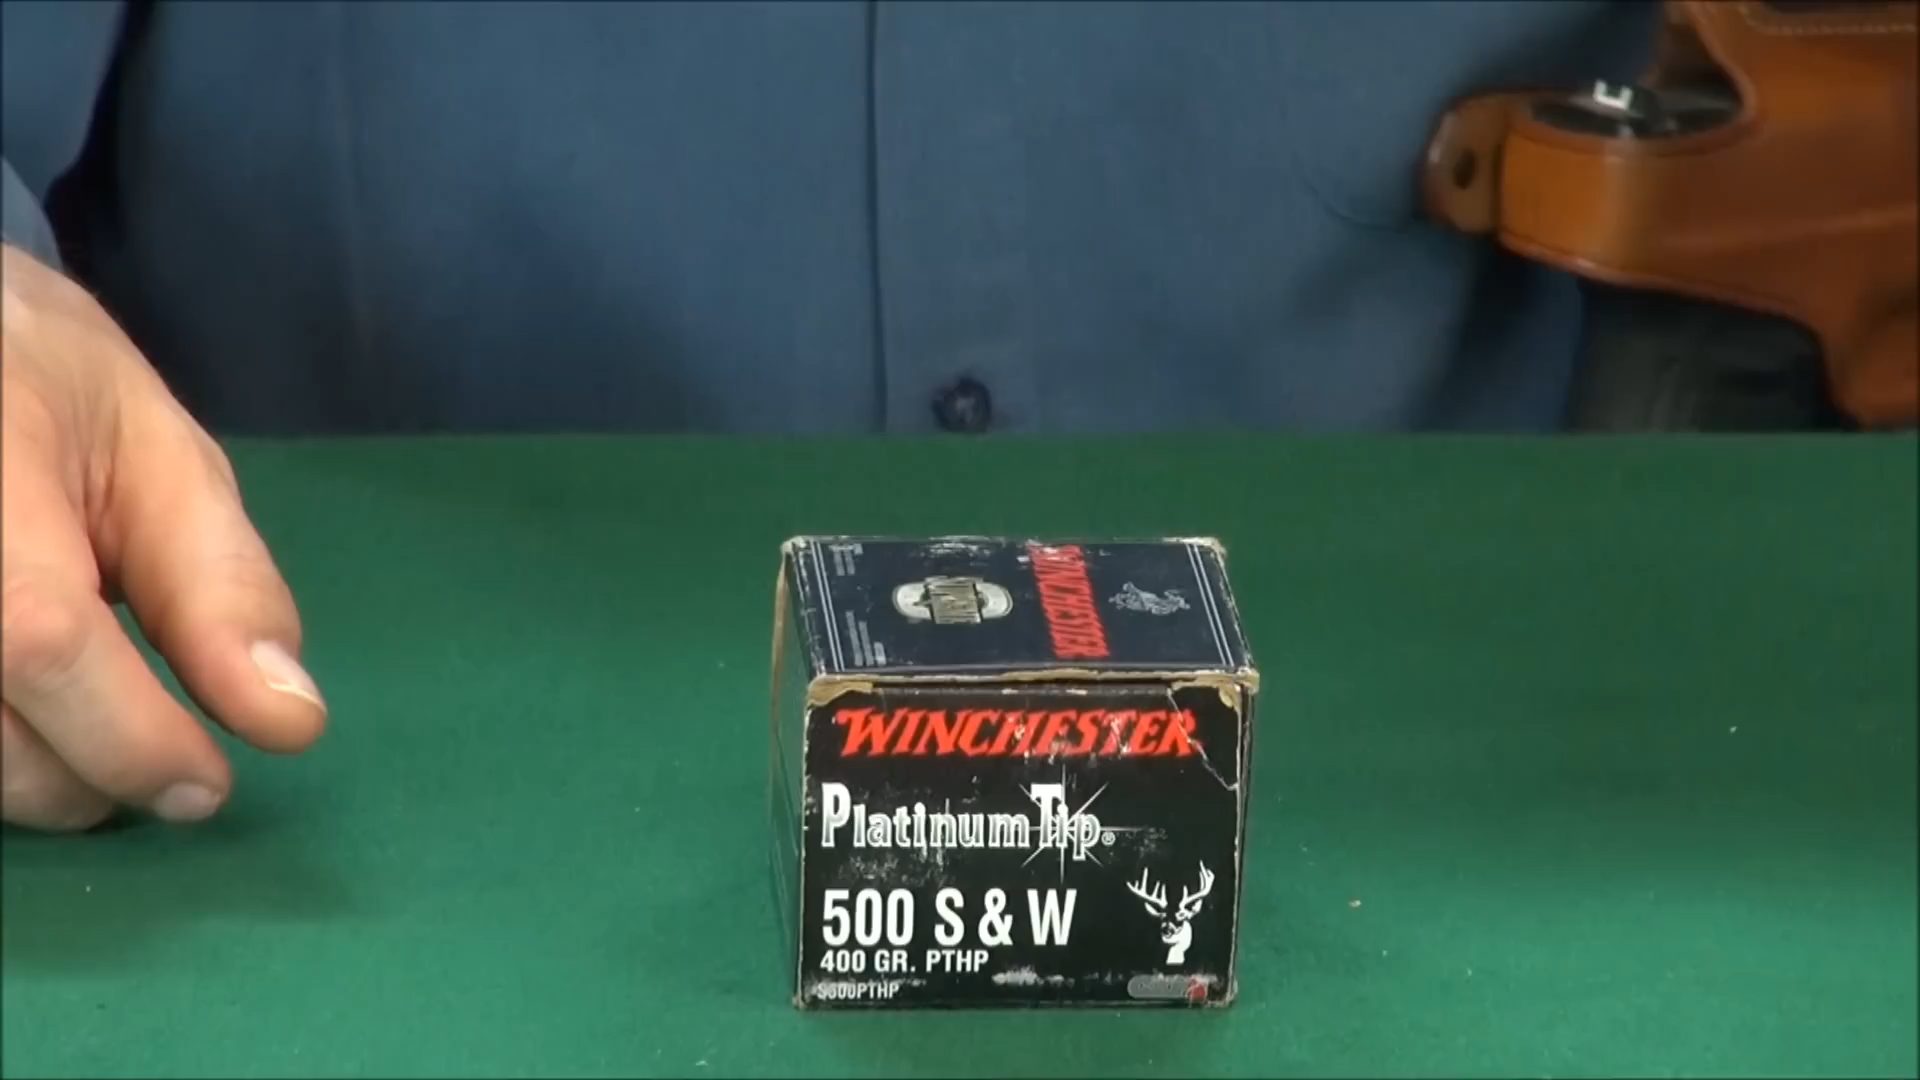 WINCHESTER
WINCHESTER
Platinum Tip®
500 S & W
400 GR. PTHP
S500PTHP